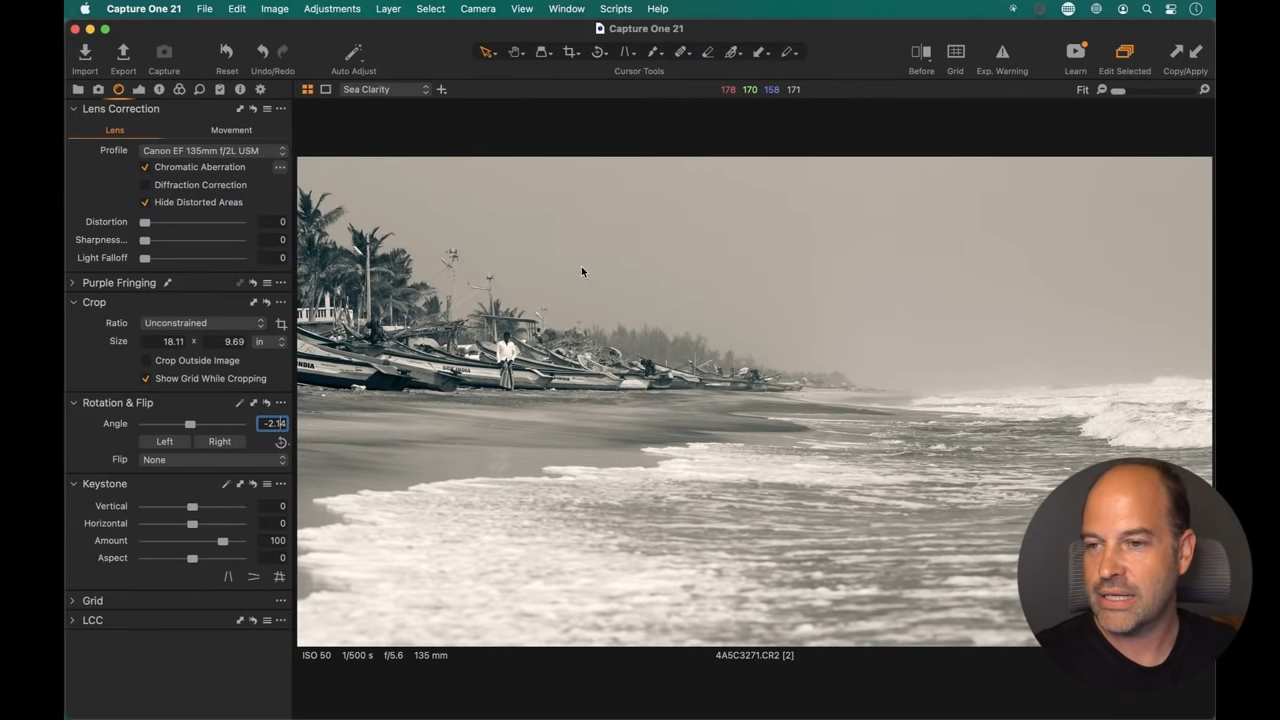 Capture One 21 File Edit Image Adjustments Layer Select Camera View Window Scripts Help
Capture One 21
Import Export Capture Reset Undo/Redo Auto Adjust Cursor Tools Before Grid Exp. Warning Learn Edit Selected Copy/Apply
Sea Clarity 178 170 158 171 Fit
Lens Correction
Lens Movement
Profile Canon EF 135mm f/2L USM
Chromatic Aberration
Diffraction Correction
Hide Distorted Areas
Distortion 0
Sharpness... 0
Light Falloff 0
Purple Fringing
Crop
Ratio Unconstrained
Size 18.11 x 9.69 in
Crop Outside Image
Show Grid While Cropping
Rotation & Flip
Angle -2.14
Left Right
Flip None
Keystone
Vertical 0
Horizontal 0
Amount 100
Aspect 0
Grid
LCC
ISO 50 1/500 s f/5.6 135 mm 4A5C3271.CR2 [2]